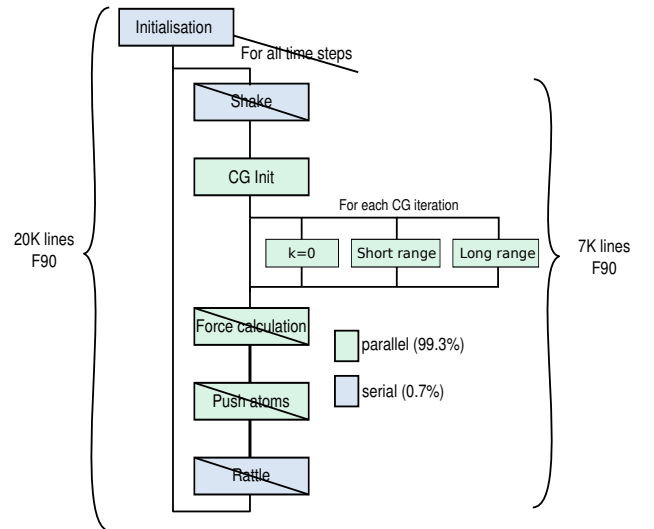 Initialisation
For all time steps
Shake
CG Init
For each CG iteration
k=0
Short range
Long range
20K lines
F90
7K lines
F90
Force calculation
parallel (99.3%)
Push atoms
serial (0.7%)
Rattle